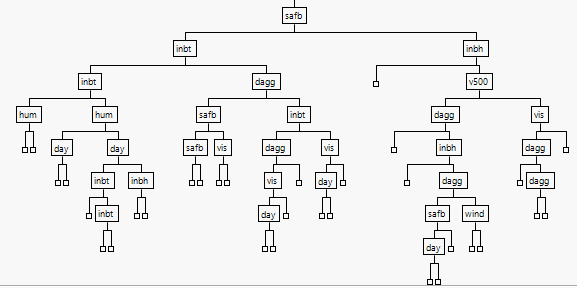 safb
inbt inbh
inbt dagg v500
hum hum safb inbt dagg vis
day day safb vis dagg vis inbh dagg
inbt inbh vis day dagg dagg
inbt day safb wind
day